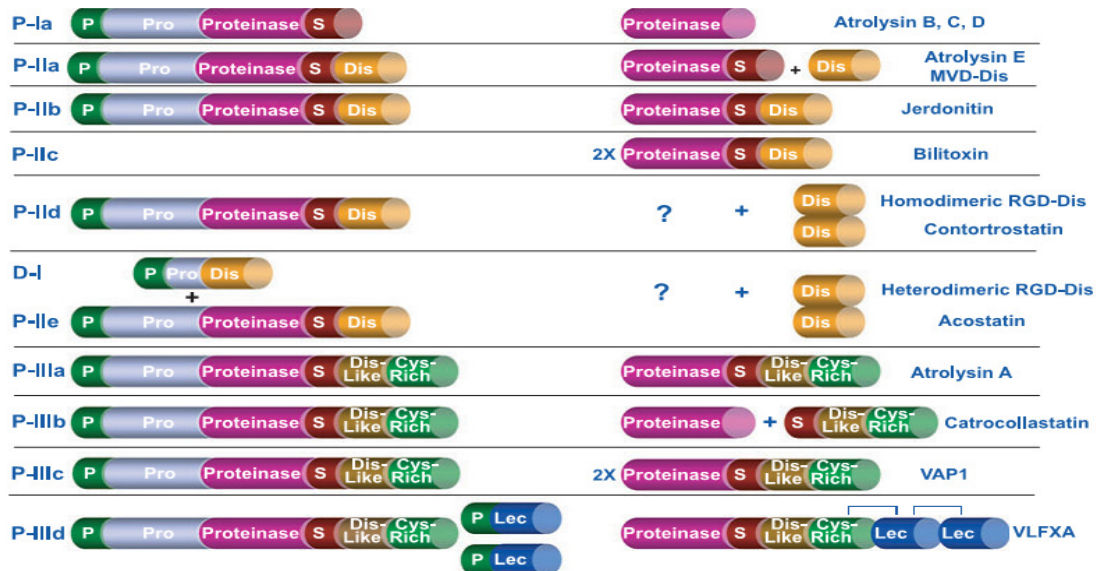 P-Ia P Pro Proteinase S Proteinase Atrolysin B, C, D
P-IIa P Pro Proteinase S Dis Proteinase S + Dis Atrolysin E
MVD-Dis
P-IIb P Pro Proteinase S Dis Proteinase S Dis Jerdonitin
P-IIc 2X Proteinase S Dis Bilitoxin
P-IId P Pro Proteinase S Dis ? + Dis Homodimeric RGD-Dis
Dis Contortrostatin
D-I P Pro Dis
+ ? + Dis Heterodimeric RGD-Dis
P-IIe P Pro Proteinase S Dis Dis Acostatin
P-IIIa P Pro Proteinase S Dis-Like Cys-Rich Proteinase S Dis-Like Cys-Rich Atrolysin A
P-IIIb P Pro Proteinase S Dis-Like Cys-Rich Proteinase + S Dis-Like Cys-Rich Catrocollastatin
P-IIIc P Pro Proteinase S Dis-Like Cys-Rich 2X Proteinase S Dis-Like Cys-Rich VAP1
P Lec
P-IIId P Pro Proteinase S Dis-Like Cys-Rich Proteinase S Dis-Like Cys-Rich Lec Lec VLFXA
P Lec